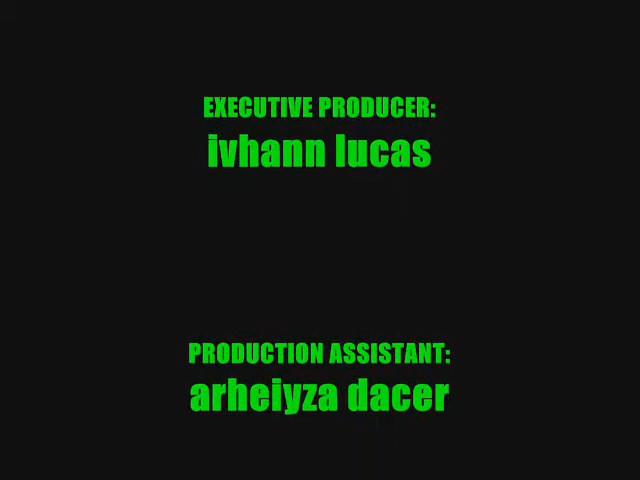 EXECUTIVE PRODUCER:
ivhann lucas
PRODUCTION ASSISTANT:
arheiyza dacer